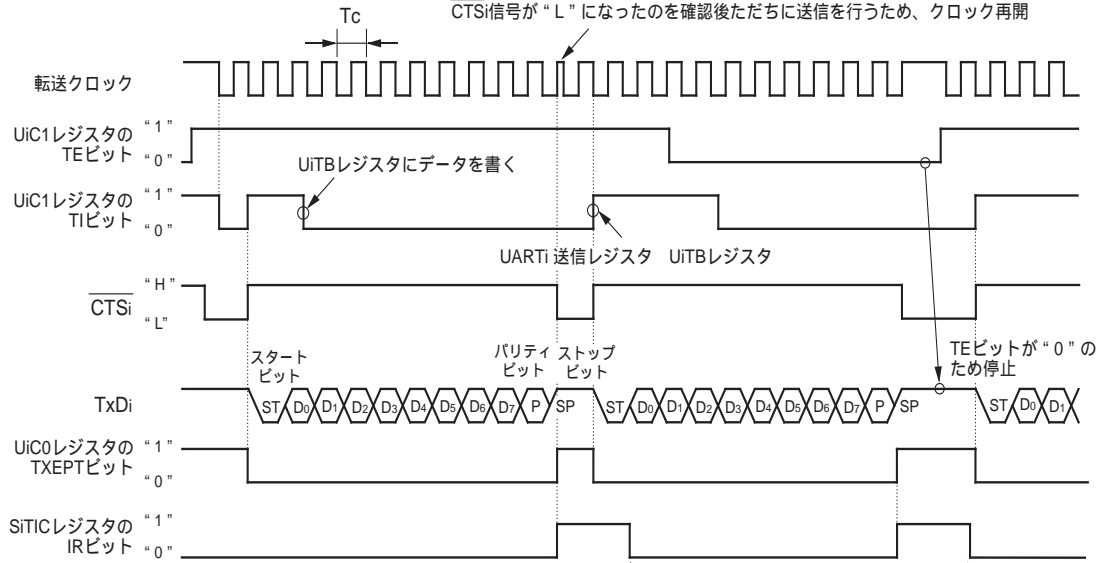 CTSi信号が“L”になったのを確認後ただちに送信を行うため、クロック再開
Tc
転送クロック
UiC1レジスタの
TEビット
“1”
“0”
UiTBレジスタにデータを書く
UiC1レジスタの
TIビット
“1”
“0”
UARTi 送信レジスタ UiTBレジスタ
CTSi
“H”
“L”
TEビットが“0”の
ため停止
スタート
ビット
パリティ
ビット
ストップ
ビット
TxDi
ST D0 D1 D2 D3 D4 D5 D6 D7 P SP ST D0 D1 D2 D3 D4 D5 D6 D7 P SP ST D0 D1
UiC0レジスタの
TXEPTビット
“1”
“0”
SiTICレジスタの
IRビット
“1”
“0”